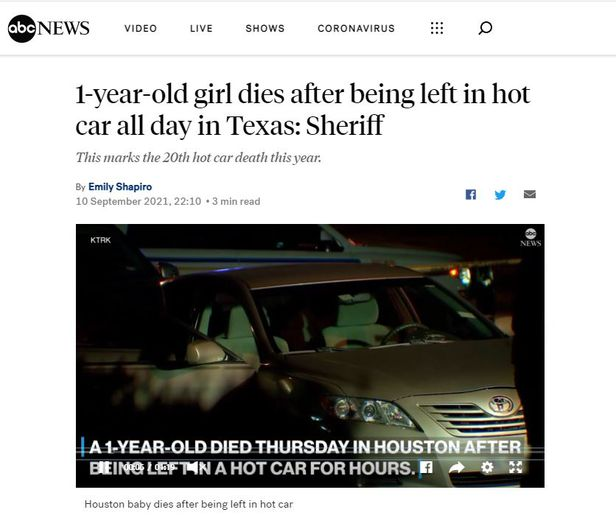 abc NEWS VIDEO LIVE SHOWS CORONAVIRUS
1-year-old girl dies after being left in hot
car all day in Texas: Sheriff
This marks the 20th hot car death this year.
By Emily Shapiro
10 September 2021, 22:10 • 3 min read
KTRK
abc
NEWS
A 1-YEAR-OLD DIED THURSDAY IN HOUSTON AFTER
BEING LEFT IN A HOT CAR FOR HOURS.
Houston baby dies after being left in hot car